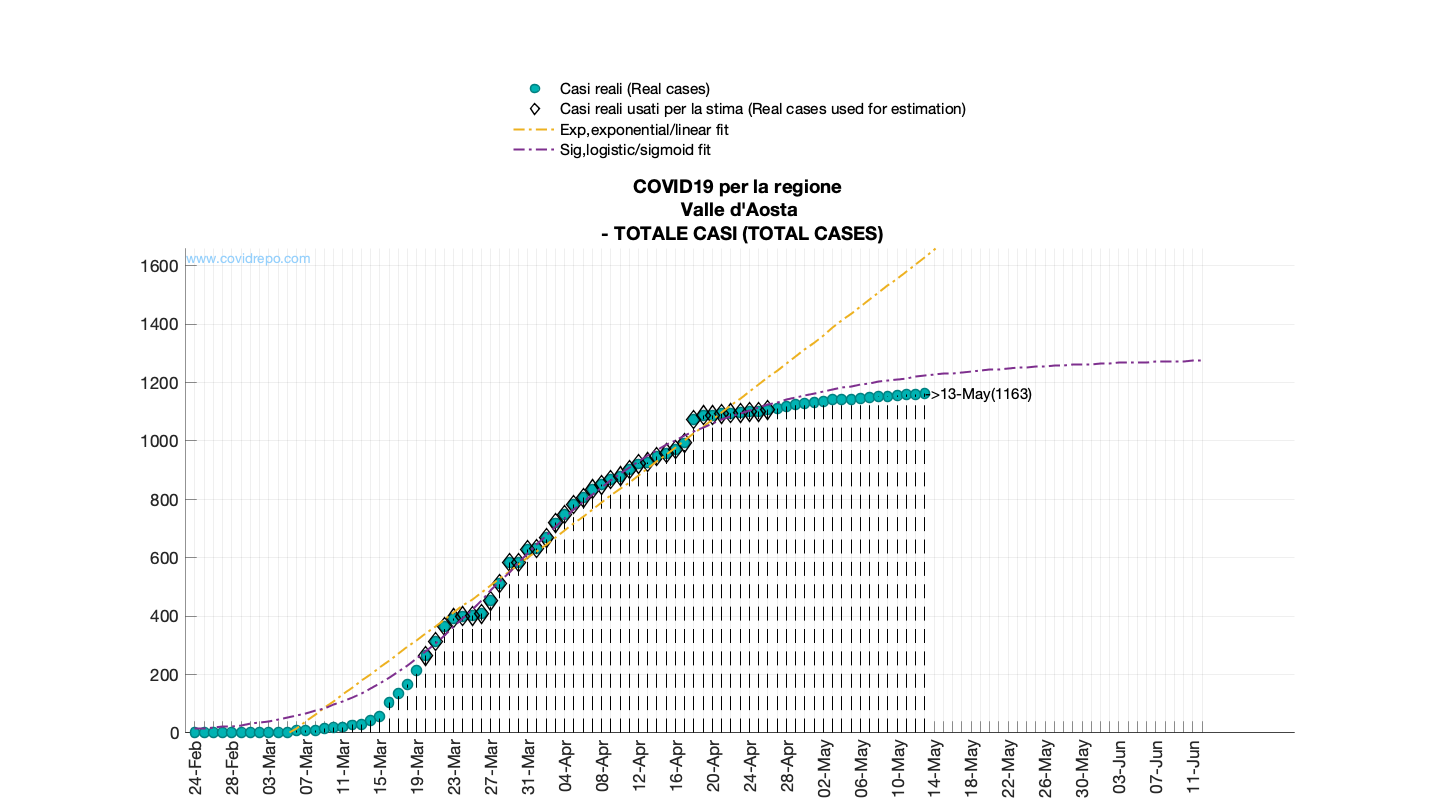 Casi reali (Real cases)
Casi reali usati per la stima (Real cases used for estimation)
Exp,exponential/linear fit
Sig,logistic/sigmoid fit
COVID19 per la regione
Valle d'Aosta
- TOTALE CASI (TOTAL CASES)
www.covidrepo.com
1600
1400
1200
1000
800
600
400
200
0
->13-May(1163)
24-Feb
28-Feb
03-Mar
07-Mar
11-Mar
15-Mar
19-Mar
23-Mar
27-Mar
31-Mar
04-Apr
08-Apr
12-Apr
16-Apr
20-Apr
24-Apr
28-Apr
02-May
06-May
10-May
14-May
18-May
22-May
26-May
30-May
03-Jun
07-Jun
11-Jun